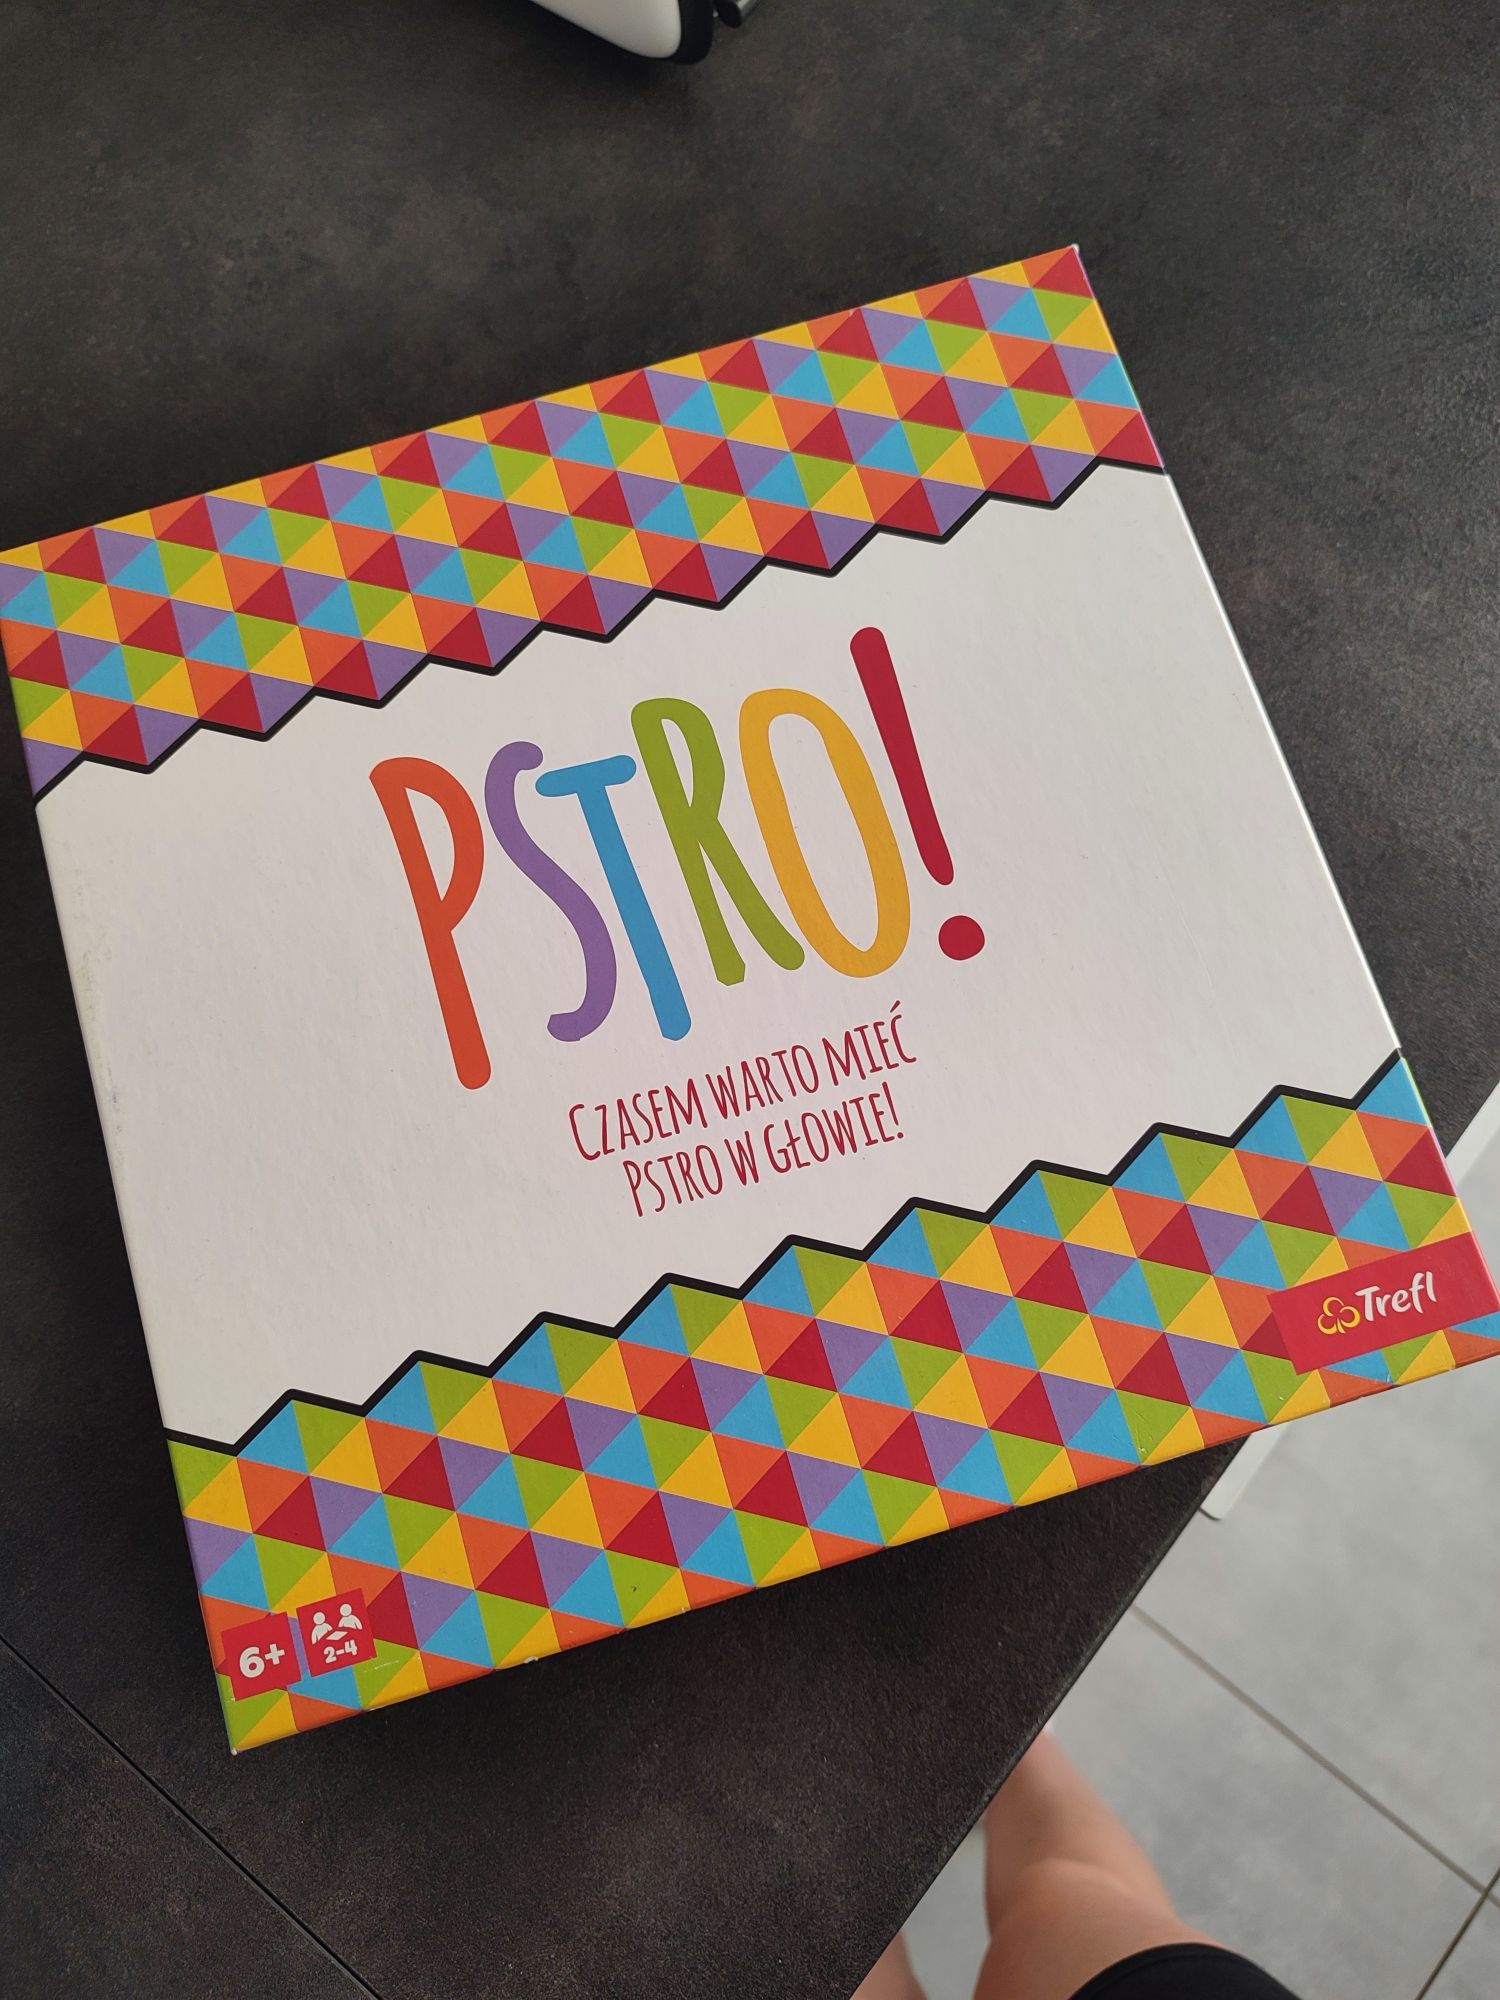 PSTRO!
CZASEM WARTO MIEĆ
PSTRO W GŁOWIE!
Trefl
6+
2-4